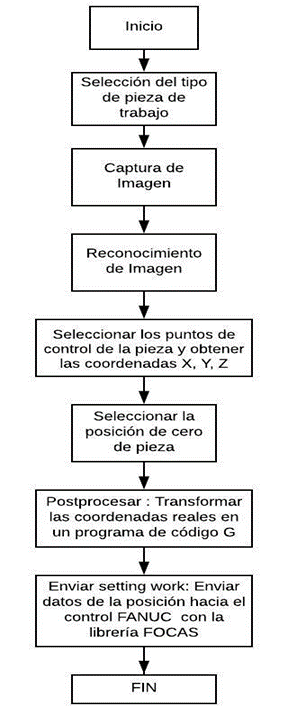 Inicio
Selección del tipo
de pieza de
trabajo
Captura de
Imagen
Reconocimiento
de Imagen
Seleccionar los puntos de
control de la pieza y obtener
las coordenadas X, Y, Z
Seleccionar la
posición de cero
de pieza
Postprocesar : Transformar
las coordenadas reales en
un programa de código G
Enviar setting work: Enviar
datos de la posición hacia el
control FANUC con la
librería FOCAS
FIN